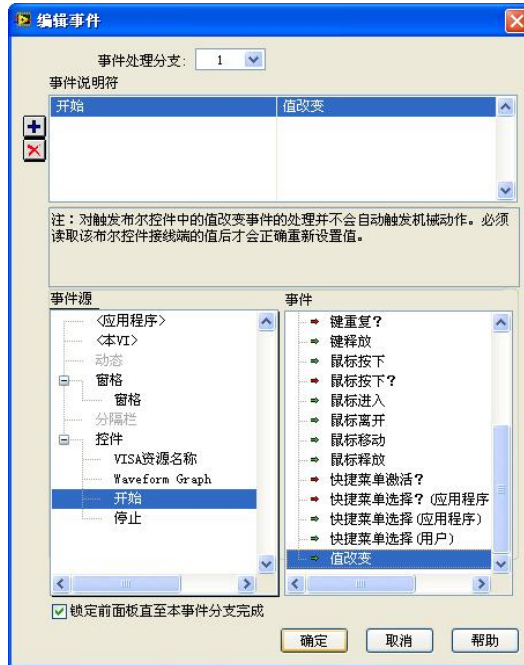 编辑事件
事件处理分支： 1
事件说明符
开始 值改变
注：对触发布尔控件中的值改变事件的处理并不会自动触发机械动作。必须
读取该布尔控件接线端的值后才会正确重新设置值。
事件源
<应用程序>
<本VI>
动态
窗格
窗格
分隔栏
控件
VISA资源名称
Waveform Graph
开始
停止
事件
键重复？
键释放
鼠标按下
鼠标按下？
鼠标进入
鼠标离开
鼠标移动
鼠标释放
快捷菜单激活？
快捷菜单选择？(应用程序
快捷菜单选择(应用程序)
快捷菜单选择(用户)
值改变
锁定前面板直至本事件分支完成
确定 取消 帮助